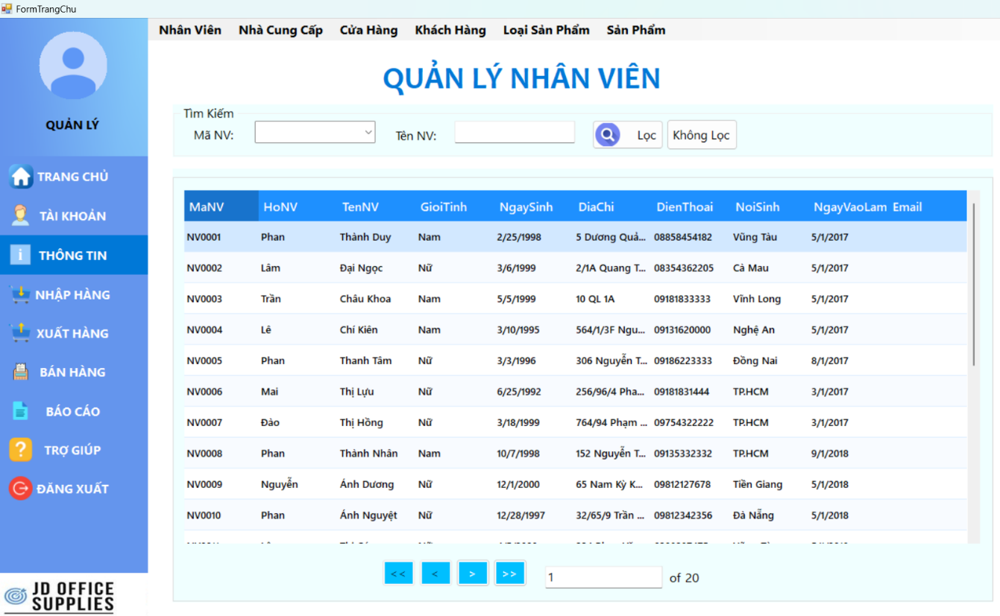 FormTrangChu
Nhân Viên Nhà Cung Cấp Cửa Hàng Khách Hàng Loại Sản Phẩm Sản Phẩm
QUẢN LÝ
TRANG CHỦ
TÀI KHOẢN
i THÔNG TIN
NHẬP HÀNG
XUẤT HÀNG
BÁN HÀNG
BÁO CÁO
? TRỢ GIÚP
ĐĂNG XUẤT
JD OFFICE
SUPPLIES
QUẢN LÝ NHÂN VIÊN
Tìm Kiếm
Mã NV: Tên NV: Lọc Không Lọc
MaNV HoNV TenNV GioiTinh NgaySinh DiaChi DienThoai NoiSinh NgayVaoLam Email
NV0001 Phan Thành Duy Nam 2/25/1998 5 Dương Quả... 08858454182 Vũng Tàu 5/1/2017
NV0002 Lâm Đại Ngọc Nữ 3/6/1999 2/1A Quang T... 08354362205 Cà Mau 5/1/2017
NV0003 Trần Châu Khoa Nam 5/5/1999 10 QL 1A 09181833333 Vĩnh Long 5/1/2017
NV0004 Lê Chí Kiên Nam 3/10/1995 564/1/3F Ngu... 09131620000 Nghệ An 5/1/2017
NV0005 Phan Thanh Tâm Nữ 3/3/1996 306 Nguyễn T... 09186223333 Đồng Nai 8/1/2017
NV0006 Mai Thị Lựu Nữ 6/25/1992 256/96/4 Pha... 09181831444 TP.HCM 3/1/2017
NV0007 Đào Thị Hồng Nữ 3/18/1999 764/94 Phạm ... 09754322222 TP.HCM 3/1/2017
NV0008 Phan Thành Nhân Nam 10/7/1998 152 Nguyễn T... 09135332332 TP.HCM 9/1/2018
NV0009 Nguyễn Ánh Dương Nữ 12/1/2000 65 Nam Kỳ K... 09812127678 Tiền Giang 5/1/2018
NV0010 Phan Ánh Nguyệt Nữ 12/28/1997 32/65/9 Trần ... 09812342356 Đà Nẵng 5/1/2018
<< < > >> 1 of 20